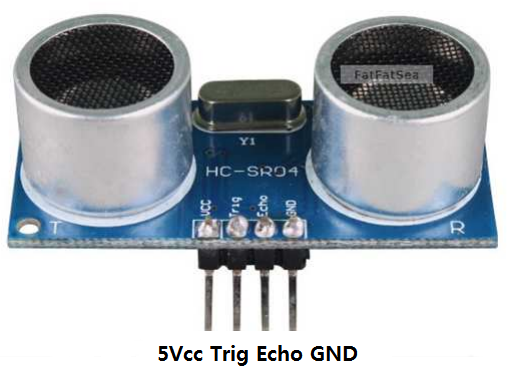 FatFatSea
Y1
HC-SR04
VCC Trig Echo GND
T R
5Vcc Trig Echo GND